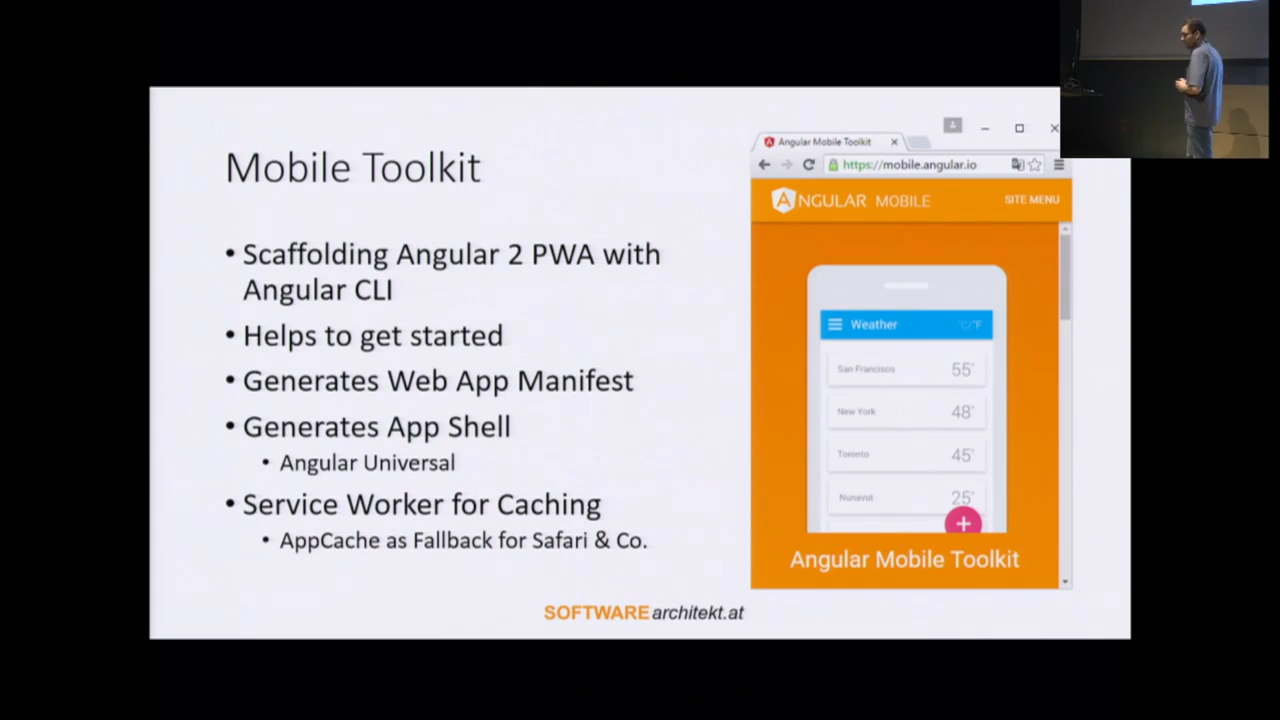 Mobile Toolkit
• Scaffolding Angular 2 PWA with
Angular CLI
• Helps to get started
• Generates Web App Manifest
• Generates App Shell
• Angular Universal
• Service Worker for Caching
• AppCache as Fallback for Safari & Co.
Angular Mobile Toolkit
https://mobile.angular.io
ANGULAR MOBILE
SITE MENU
Weather
°C/°F
San Francisco 55°
New York 48°
Toronto 45°
Nunavut 25°
+
Angular Mobile Toolkit
SOFTWAREarchitekt.at